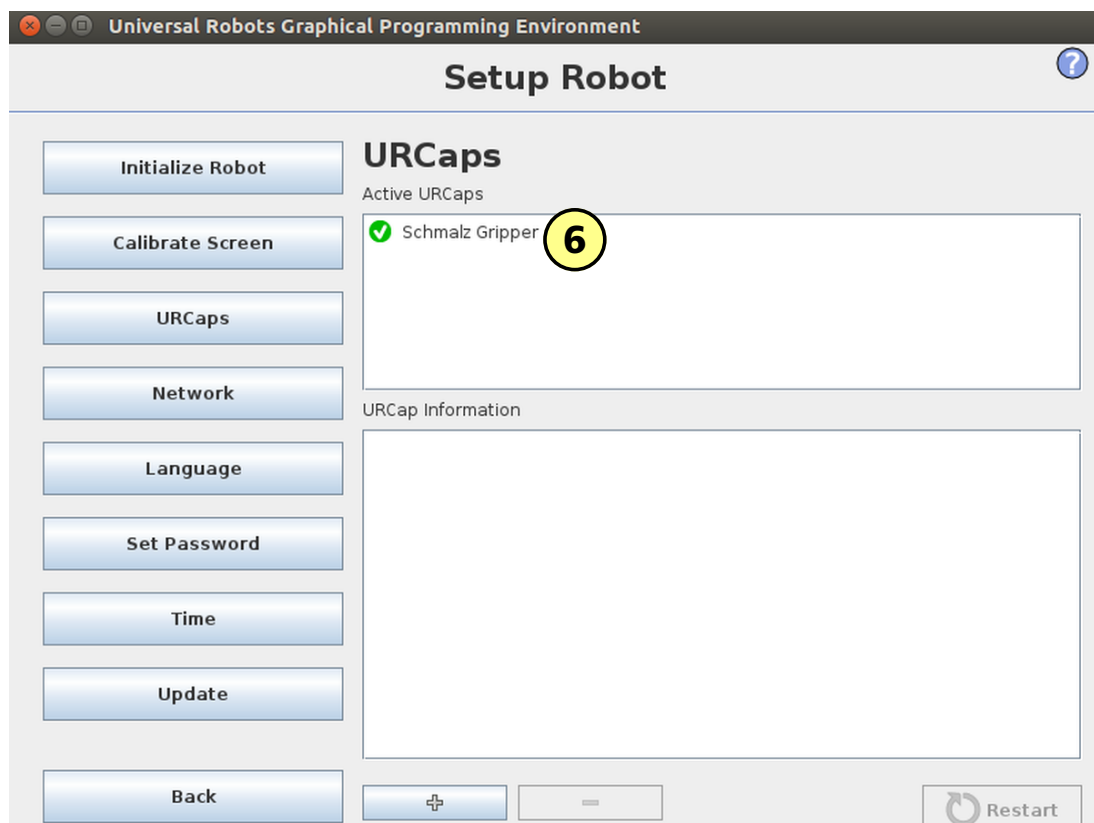 Universal Robots Graphical Programming Environment
Setup Robot
?
Initialize Robot
Calibrate Screen
URCaps
Network
Language
Set Password
Time
Update
Back
URCaps
Active URCaps
Schmalz Gripper
6
URCap Information
Restart